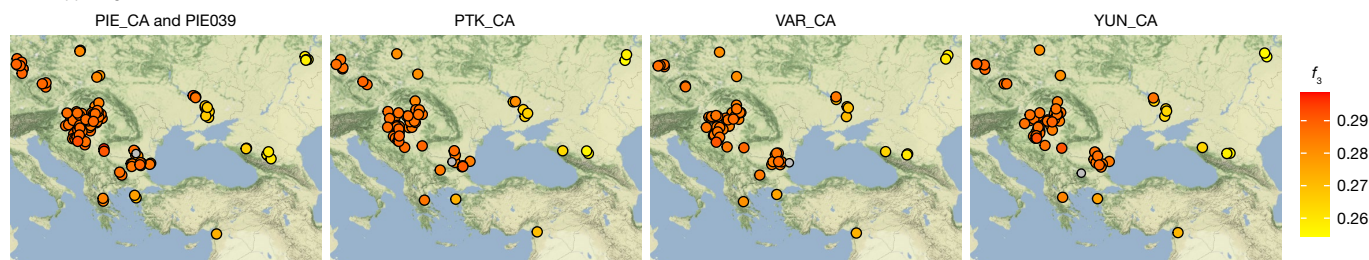 PIE_CA and PIE039
PTK_CA
VAR_CA
YUN_CA
f3
0.29
0.28
0.27
0.26